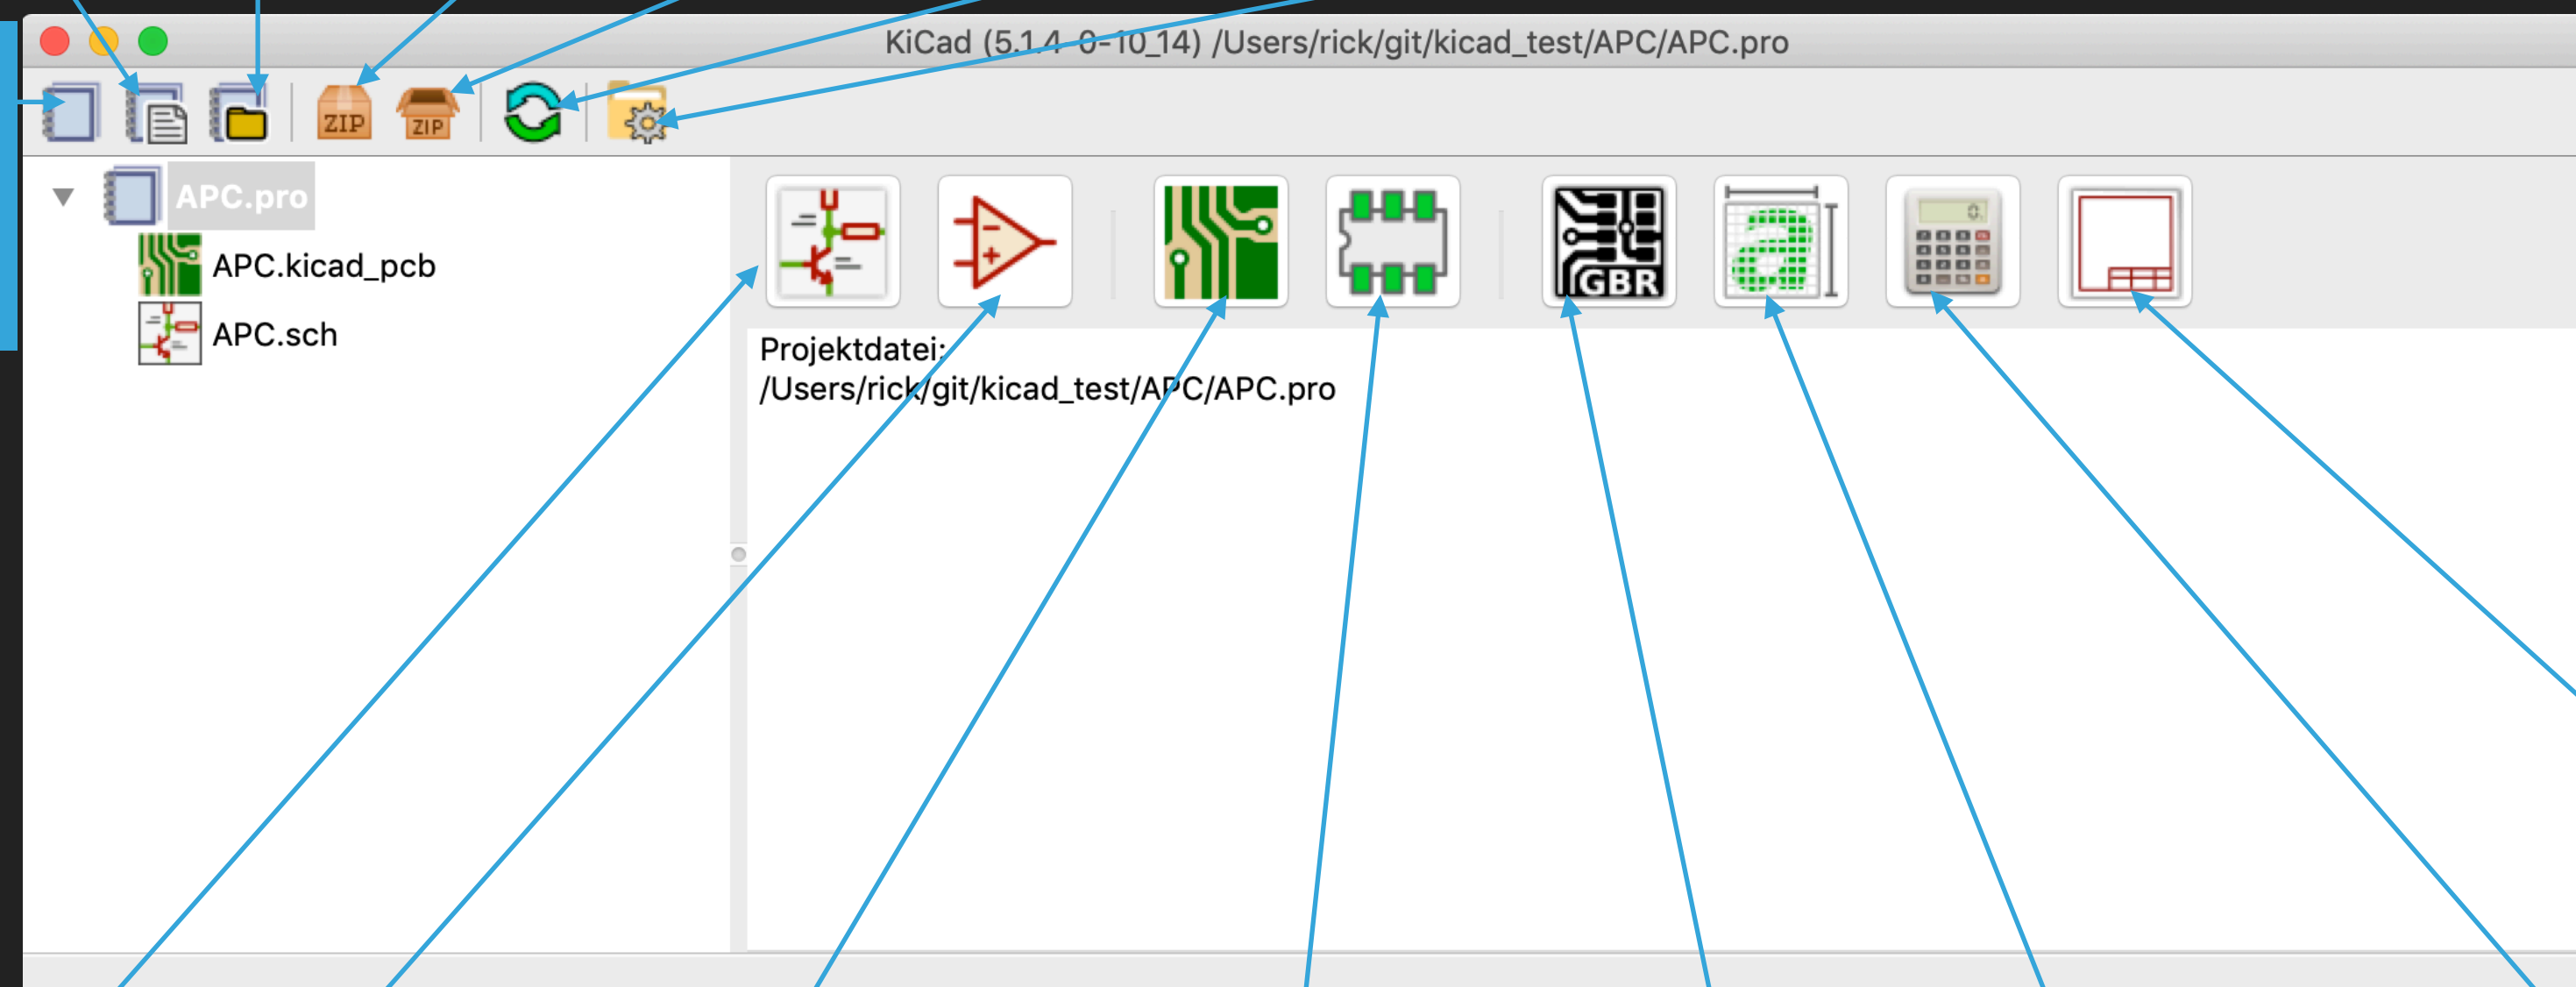 KiCad (5.1.4-0-10_14) /Users/rick/git/kicad_test/APC/APC.pro
ZIP
ZIP
APC.pro
APC.kicad_pcb
APC.sch
GBR
a
0.
Projektdatei:
/Users/rick/git/kicad_test/APC/APC.pro